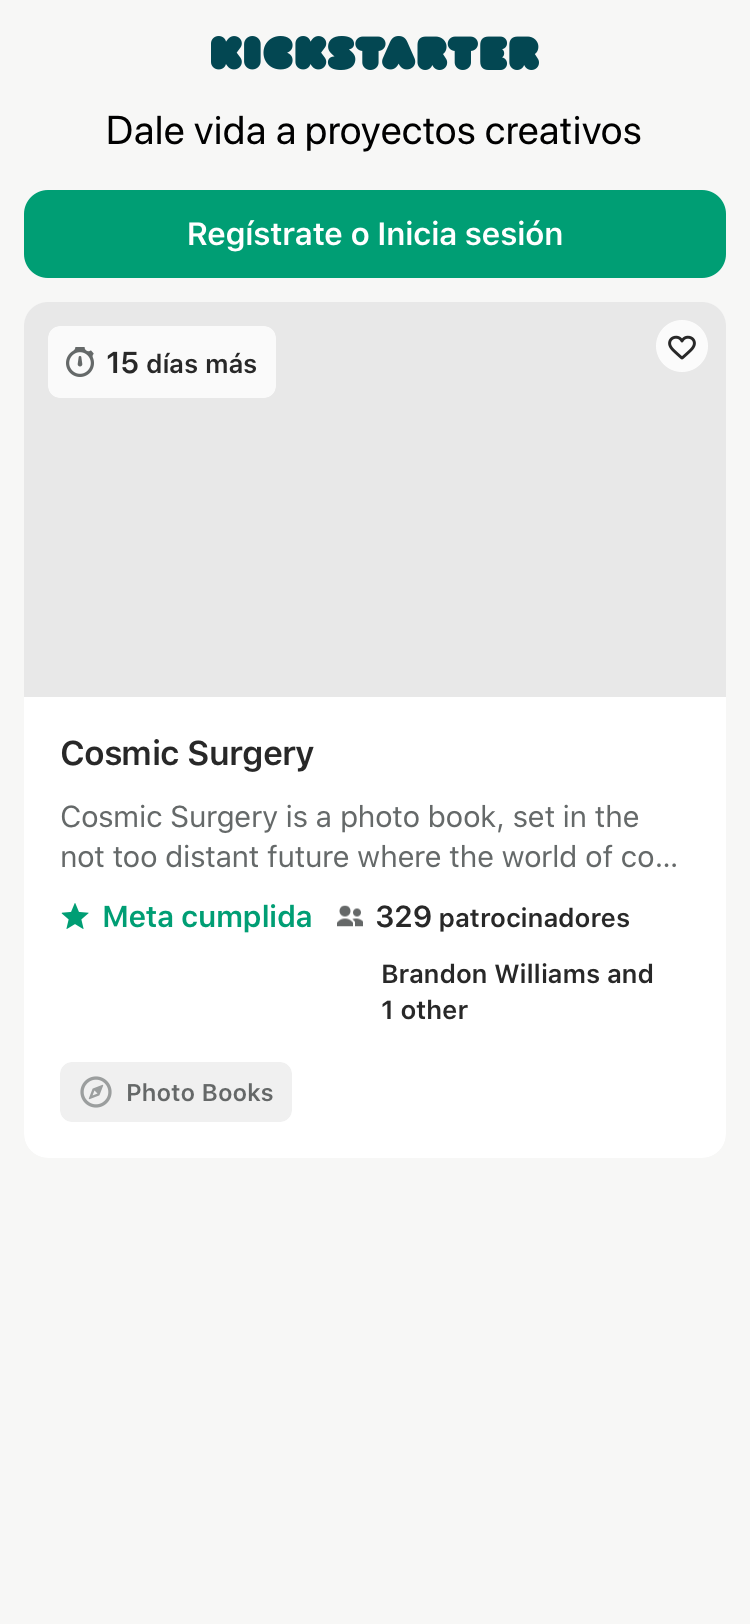 KICKSTARTER
Dale vida a proyectos creativos
Regístrate o Inicia sesión
15 días más
Cosmic Surgery
Cosmic Surgery is a photo book, set in the
not too distant future where the world of co...
Meta cumplida
329 patrocinadores
Brandon Williams and
1 other
Photo Books